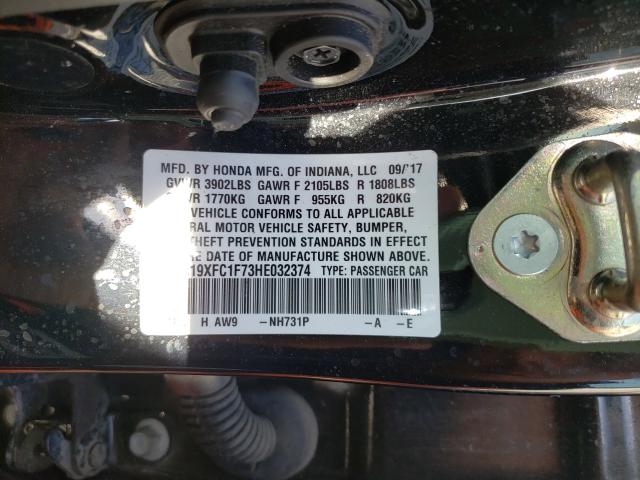 MFD. BY HONDA MFG. OF INDIANA, LLC 09/'17
GVWR 3902LBS GAWR F 2105LBS R 1808LBS
1770KG GAWR F 955KG R 820KG
VEHICLE CONFORMS TO ALL APPLICABLE
MOTOR VEHICLE SAFETY, BUMPER,
THEFT PREVENTION STANDARDS IN EFFECT
DATE OF MANUFACTURE SHOWN ABOVE.
19XFC1F73HE032374 TYPE: PASSENGER CAR
H AW9 –NH731P –A –E